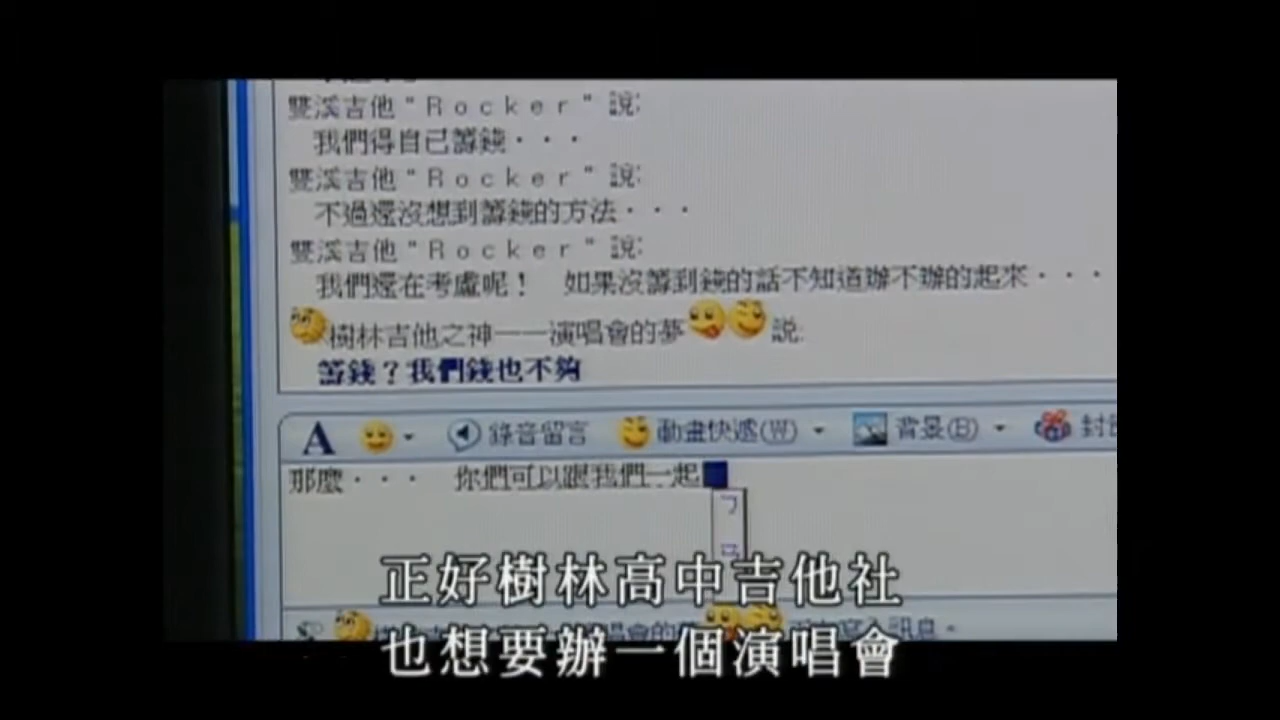 雙溪吉他“Rocker”說:
我們得自己籌錢···
雙溪吉他“Rocker”說:
不過還沒想到籌錢的方法···
雙溪吉他“Rocker”說:
我們還在考慮呢！ 如果沒籌到錢的話不知道辦不辦的起來···
樹林吉他之神——演唱會的夢 說:
籌錢？我們錢也不夠
A 錄音留言 動畫快遞(W) 背景(B)
那麼··· 你們可以跟我們一起
正好樹林高中吉他社
也想要辦一個演唱會